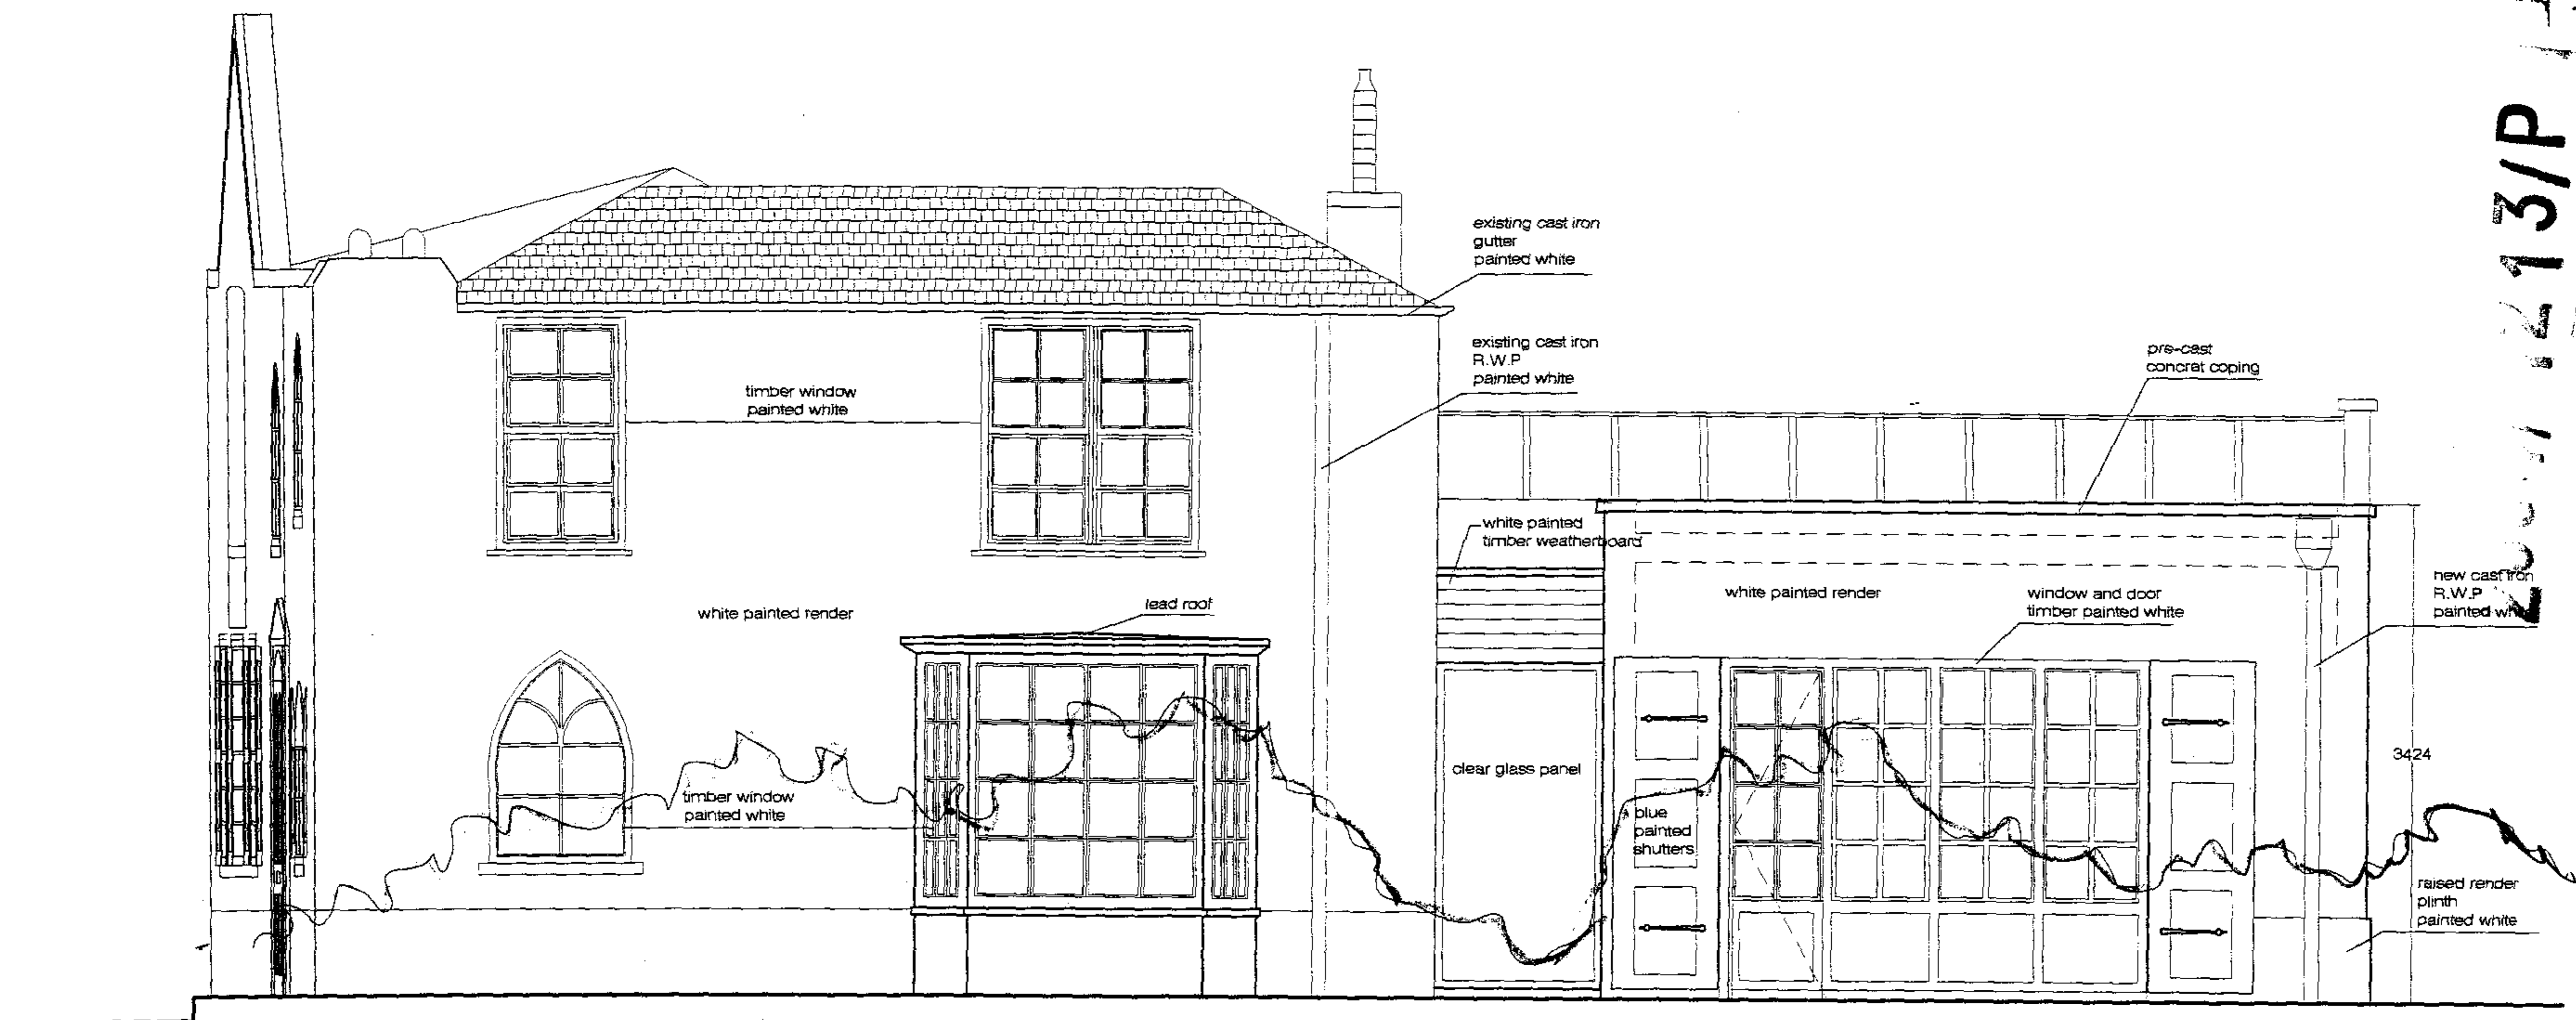 existing cast iron
gutter
painted white
existing cast iron
R.W.P
painted white
pre-cast
concrat coping
timber window
painted white
white painted
timber weatherboard
white painted render
lead roof
white painted render
window and door
timber painted white
new cast iron
R.W.P
painted
timber window
painted white
clear glass panel
blue
painted
shutters
3424
raised render
plinth
painted white
213/P